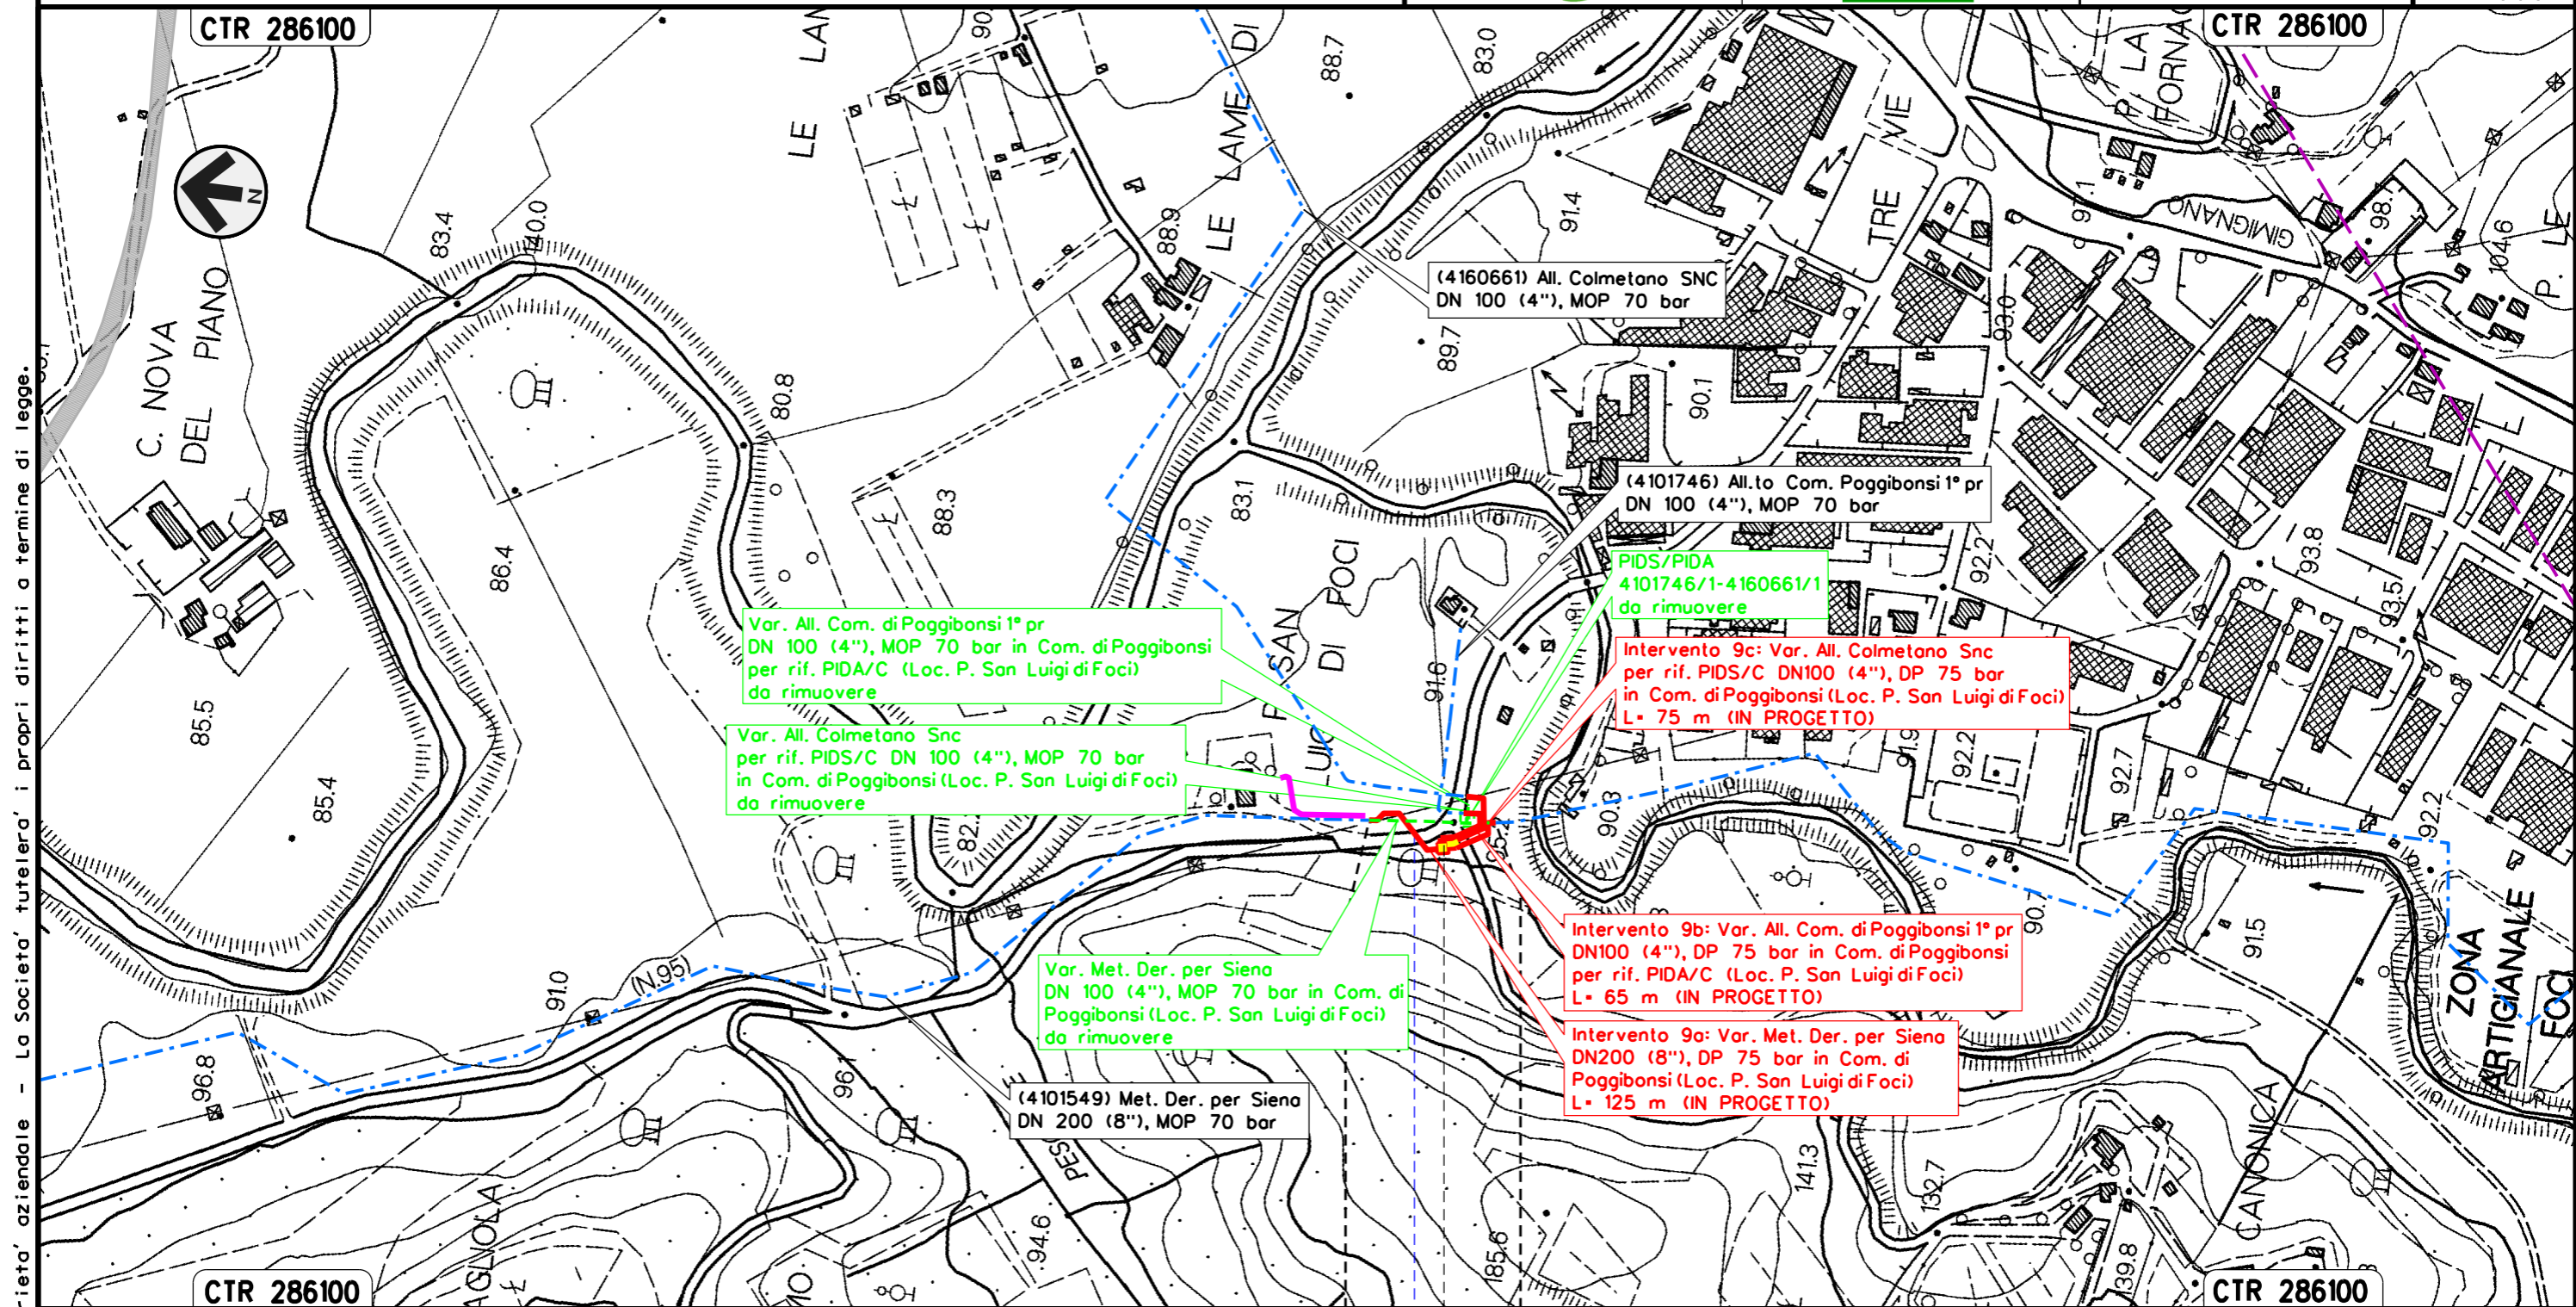 CTR 286100
CTR 286100
LE LAME DI
P. LA
FORNAC
88.7
83.0
TRE VIE
91.4
GIMIGNANO
98.
104.6
P. LE
N
83.4
40.0
88.9
C. NOVA
DEL PIANO
(4160661) All. Colmetano SNC
DN 100 (4"), MOP 70 bar
93.0
89.7
80.8
90.1
(4101746) All.to Com. Poggibonsi 1° pr
DN 100 (4"), MOP 70 bar
88.3
83.1
86.4
92.2
93.8
93.5
PIDS/PIDA
4101746/1-4160661/1
da rimuovere
Var. All. Com. di Poggibonsi 1° pr
DN 100 (4"), MOP 70 bar in Com. di Poggibonsi
per rif. PIDA/C (Loc. P. San Luigi di Foci)
da rimuovere
P. SAN
DI FOCI
91.6
Intervento 9c: Var. All. Colmetano Snc
per rif. PIDS/C DN100 (4"), DP 75 bar
in Com. di Poggibonsi (Loc. P. San Luigi di Foci)
L= 75 m (IN PROGETTO)
85.5
Var. All. Colmetano Snc
per rif. PIDS/C DN 100 (4"), MOP 70 bar
in Com. di Poggibonsi (Loc. P. San Luigi di Foci)
da rimuovere
85.4
92.2
92.7
90.3
92.2
Intervento 9b: Var. All. Com. di Poggibonsi 1° pr
DN100 (4"), DP 75 bar in Com. di Poggibonsi
per rif. PIDA/C (Loc. P. San Luigi di Foci)
L= 65 m (IN PROGETTO)
90.7
91.5
ZONA
ARTIGIANALE
FOCI
91.0
(N.95)
Var. Met. Der. per Siena
DN 100 (4"), MOP 70 bar in Com. di
Poggibonsi (Loc. P. San Luigi di Foci)
da rimuovere
Intervento 9a: Var. Met. Der. per Siena
DN200 (8"), DP 75 bar in Com. di
Poggibonsi (Loc. P. San Luigi di Foci)
L= 125 m (IN PROGETTO)
96.8
96.1
(4101549) Met. Der. per Siena
DN 200 (8"), MOP 70 bar
141.3
132.7
CANONICA
AGLIOLA
94.6
185.6
139.8
CTR 286100
CTR 286100
rieta' aziendale - La Societa' tutelera' i propri diritti a termine di legge.